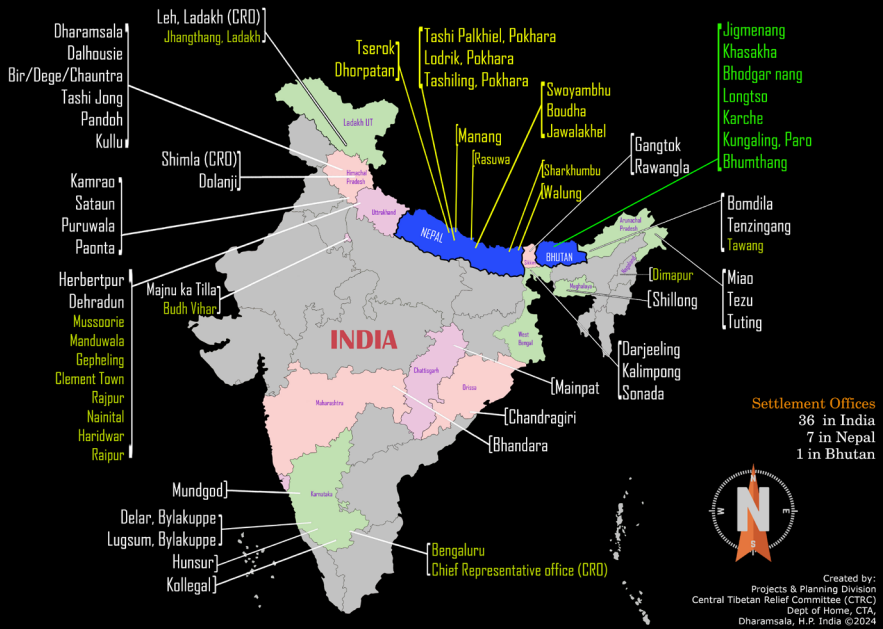 Leh, Ladakh (CRO)
Jhangthang, Ladakh
Dharamsala
Dalhousie
Bir/Dege/Chauntra
Tashi Jong
Pandoh
Kullu
Shimla (CRO)
Dolanji
Kamrao
Sataun
Puruwala
Paonta
Herbertpur
Dehradun
Mussoorie
Manduwala
Gepheling
Clement Town
Rajpur
Nainital
Haridwar
Raipur
Majnu ka Tilla
Budh Vihar
Tserok
Dhorpatan
Tashi Palkhiel, Pokhara
Lodrik, Pokhara
Tashiling, Pokhara
Manang
Rasuwa
Swoyambhu
Boudha
Jawalakhel
Sharkhumbu
Walung
Gangtok
Rawangla
Jigmenang
Khasakha
Bhodgar nang
Longtso
Karche
Kungaling, Paro
Bhumthang
Bomdila
Tenzingang
Tawang
Dimapur
Shillong
Miao
Tezu
Tuting
Darjeeling
Kalimpong
Sonada
Mainpat
Chandragiri
Bhandara
Mundgod
Delar, Bylakuppe
Lugsum, Bylakuppe
Hunsur
Kollegal
Bengaluru
Chief Representative office (CRO)
Ladakh UT
Himachal
Pradesh
Uttrakhand
NEPAL
BHUTAN
Arunachal
Pradesh
Meghalaya
West
Bengal
INDIA
Chattisgarh
Orissa
Maharashtra
Karnataka
Settlement Offices
36 in India
7 in Nepal
1 in Bhutan
N
E
S
W
Created by:
Projects & Planning Division
Central Tibetan Relief Committee (CTRC)
Dept of Home, CTA,
Dharamsala, H.P. India ©2024